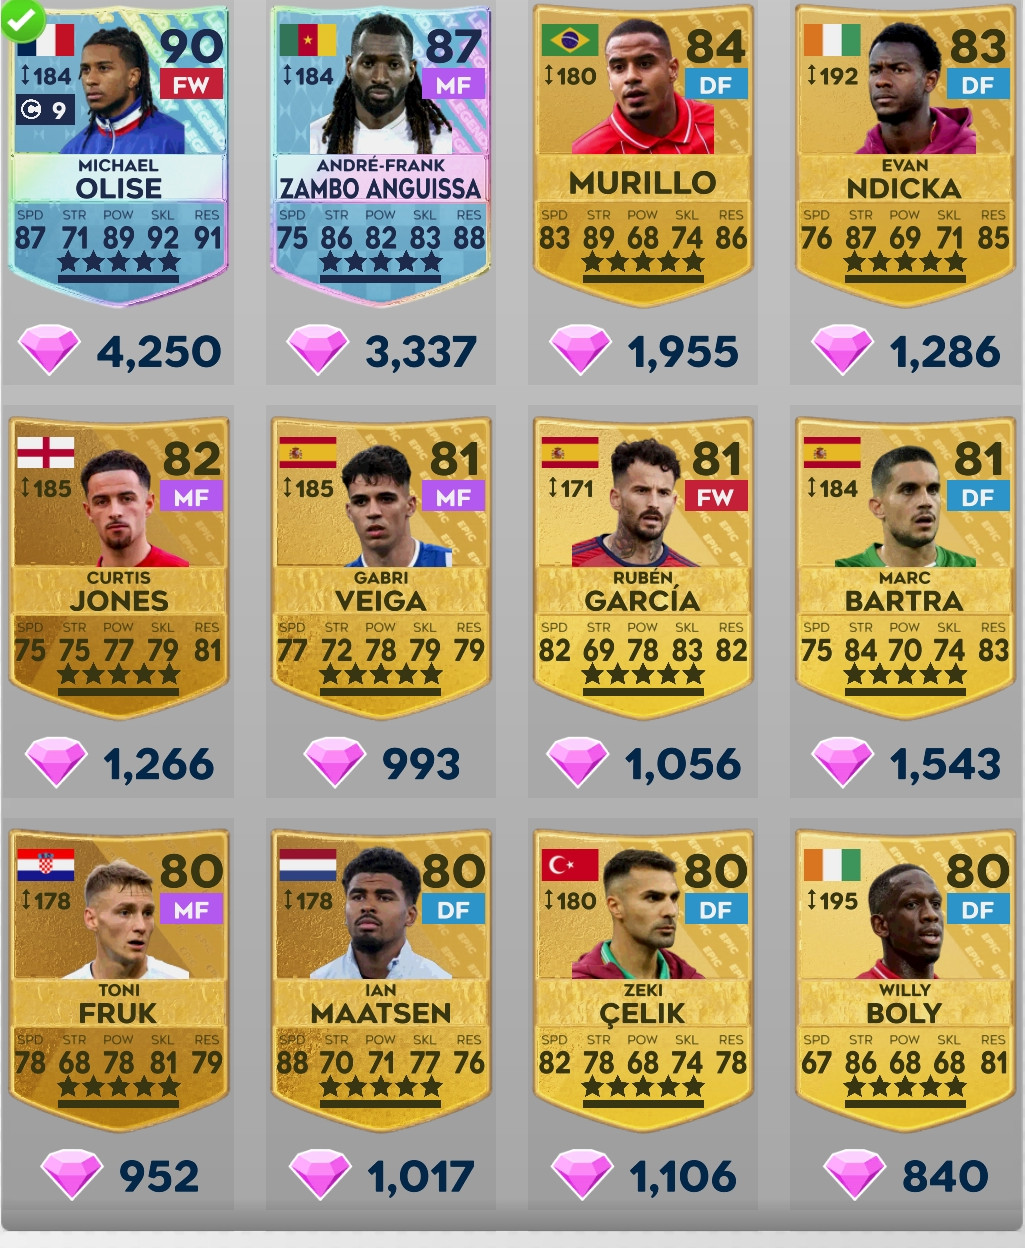 90
184
FW
© 9
MICHAEL
OLISE
SPD STR POW SKL RES
87 71 89 92 91
4,250
87
184
MF
ANDRÉ-FRANK
ZAMBO ANGUISSA
SPD STR POW SKL RES
75 86 82 83 88
3,337
84
180
DF
MURILLO
SPD STR POW SKL RES
83 89 68 74 86
1,955
83
192
DF
EVAN
NDICKA
SPD STR POW SKL RES
76 87 69 71 85
1,286
82
185
MF
CURTIS
JONES
SPD STR POW SKL RES
75 75 77 79 81
1,266
81
185
MF
GABRI
VEIGA
SPD STR POW SKL RES
77 72 78 79 79
993
81
171
FW
RUBÉN
GARCÍA
SPD STR POW SKL RES
82 69 78 83 82
1,056
81
184
DF
MARC
BARTRA
SPD STR POW SKL RES
75 84 70 74 83
1,543
80
178
MF
TONI
FRUK
SPD STR POW SKL RES
78 68 78 81 79
952
80
178
DF
IAN
MAATSEN
SPD STR POW SKL RES
88 70 71 77 76
1,017
80
180
DF
ZEKI
ÇELIK
SPD STR POW SKL RES
82 78 68 74 78
1,106
80
195
DF
WILLY
BOLY
SPD STR POW SKL RES
67 86 68 68 81
840